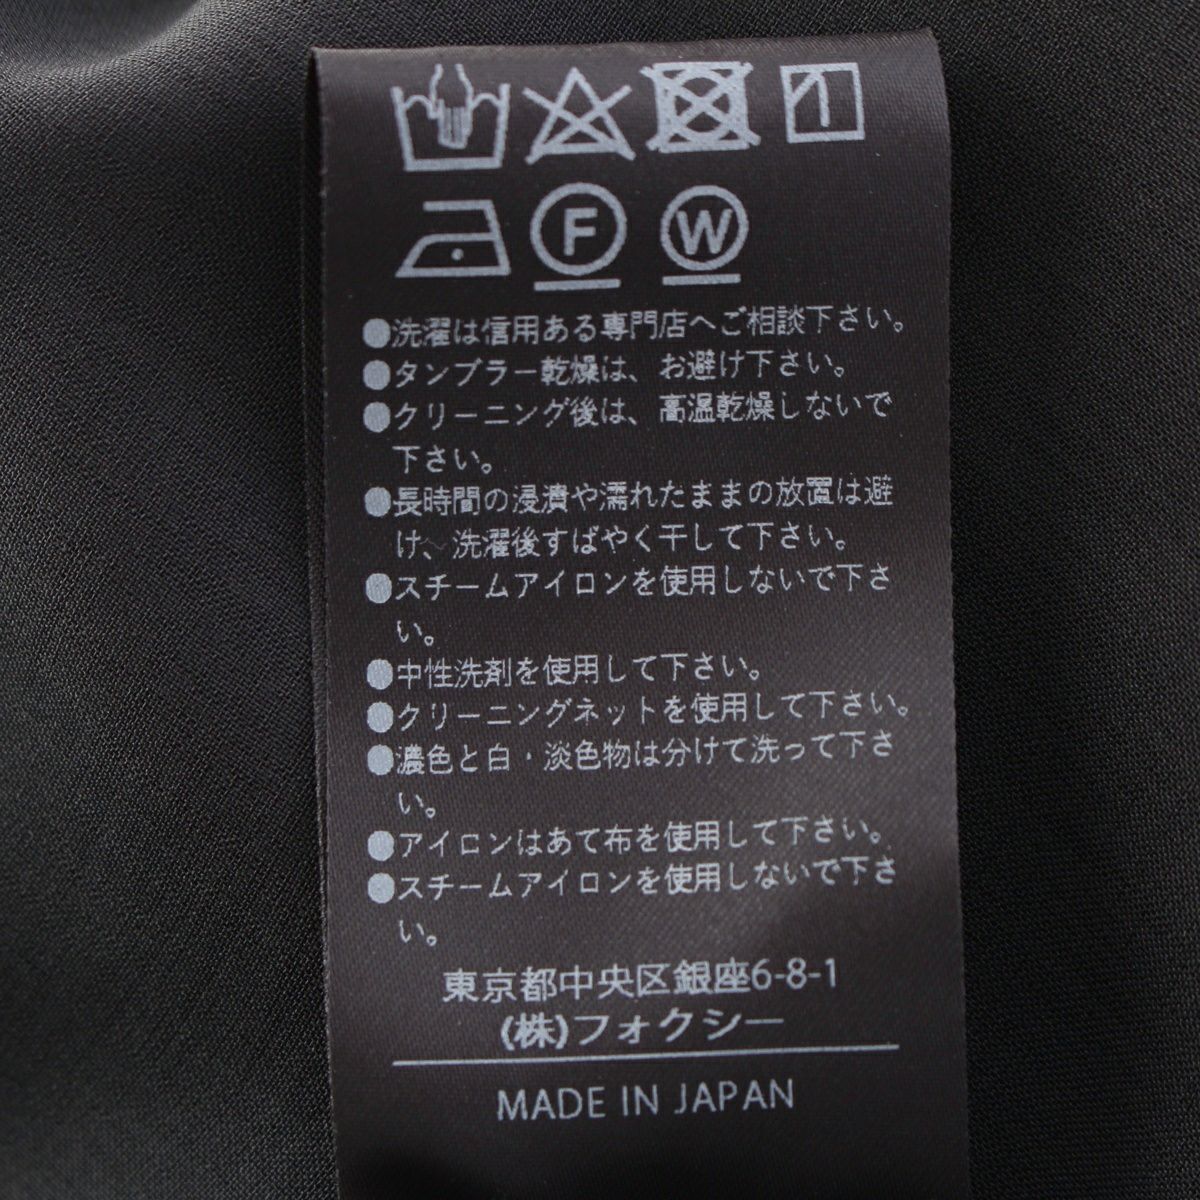 F W
●洗濯は信用ある専門店へご相談下さい。
●タンブラー乾燥は、お避け下さい。
●クリーニング後は、高温乾燥しないで
下さい。
●長時間の浸漬や濡れたままの放置は避
け、洗濯後すばやく干して下さい。
●スチームアイロンを使用しないで下さ
い。
●中性洗剤を使用して下さい。
●クリーニングネットを使用して下さい。
●濃色と白・淡色物は分けて洗って下さ
い。
●アイロンはあて布を使用して下さい。
●スチームアイロンを使用しないで下さ
い。
東京都中央区銀座6-8-1
(株)フォクシー
MADE IN JAPAN